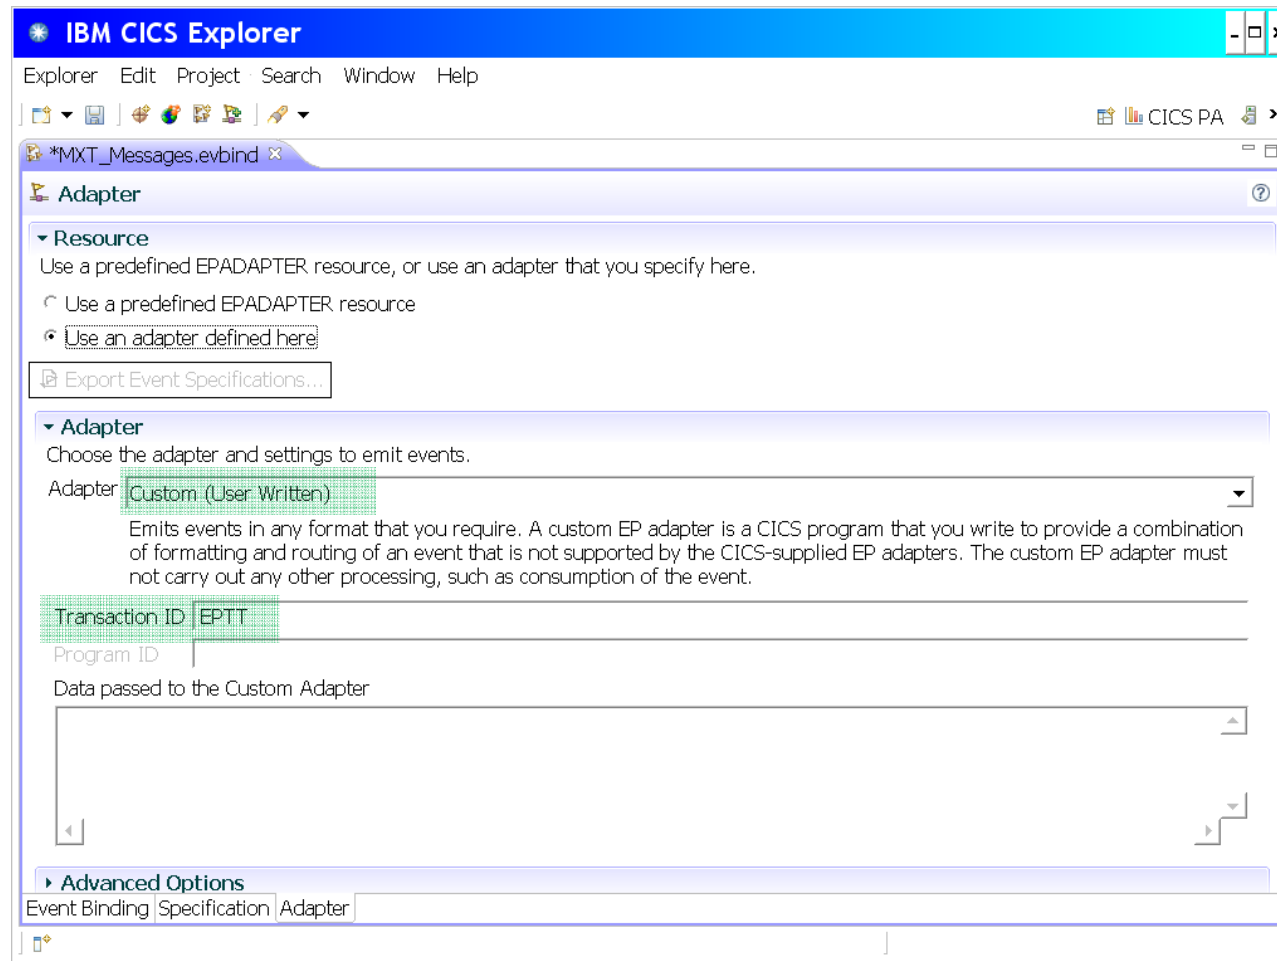 IBM CICS Explorer
Explorer Edit Project Search Window Help
CICS PA
*MXT_Messages.evbind
Adapter
Resource
Use a predefined EPADAPTER resource, or use an adapter that you specify here.
Use a predefined EPADAPTER resource
Use an adapter defined here
Export Event Specifications...
Adapter
Choose the adapter and settings to emit events.
Adapter Custom (User Written)
Emits events in any format that you require. A custom EP adapter is a CICS program that you write to provide a combination
of formatting and routing of an event that is not supported by the CICS-supplied EP adapters. The custom EP adapter must
not carry out any other processing, such as consumption of the event.
Transaction ID EPTT
Program ID
Data passed to the Custom Adapter
Advanced Options
Event Binding Specification Adapter